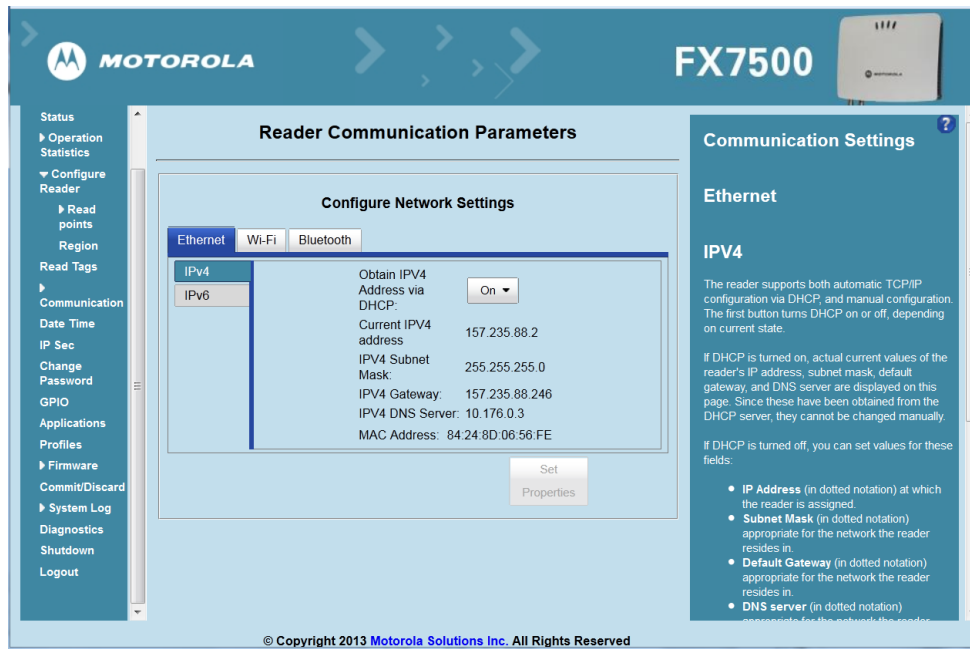 MOTOROLA
FX7500
MOTOROLA
Status
Operation
Statistics
Configure
Reader
Read
points
Region
Read Tags
Communication
Date Time
IP Sec
Change
Password
GPIO
Applications
Profiles
Firmware
Commit/Discard
System Log
Diagnostics
Shutdown
Logout
Reader Communication Parameters
Configure Network Settings
Ethernet Wi-Fi Bluetooth
IPv4
IPv6
Obtain IPV4
Address via
DHCP:
On
Current IPV4
address
157.235.88.2
IPV4 Subnet
Mask:
255.255.255.0
IPV4 Gateway: 157.235.88.246
IPV4 DNS Server: 10.176.0.3
MAC Address: 84:24:8D:06:56:FE
Set
Properties
?
Communication Settings
Ethernet
IPV4
The reader supports both automatic TCP/IP
configuration via DHCP, and manual configuration.
The first button turns DHCP on or off, depending
on current state.
If DHCP is turned on, actual current values of the
reader's IP address, subnet mask, default
gateway, and DNS server are displayed on this
page. Since these have been obtained from the
DHCP server, they cannot be changed manually.
If DHCP is turned off, you can set values for these
fields:
IP Address (in dotted notation) at which
the reader is assigned.
Subnet Mask (in dotted notation)
appropriate for the network the reader
resides in.
Default Gateway (in dotted notation)
appropriate for the network the reader
resides in.
DNS server (in dotted notation)
© Copyright 2013 Motorola Solutions Inc. All Rights Reserved